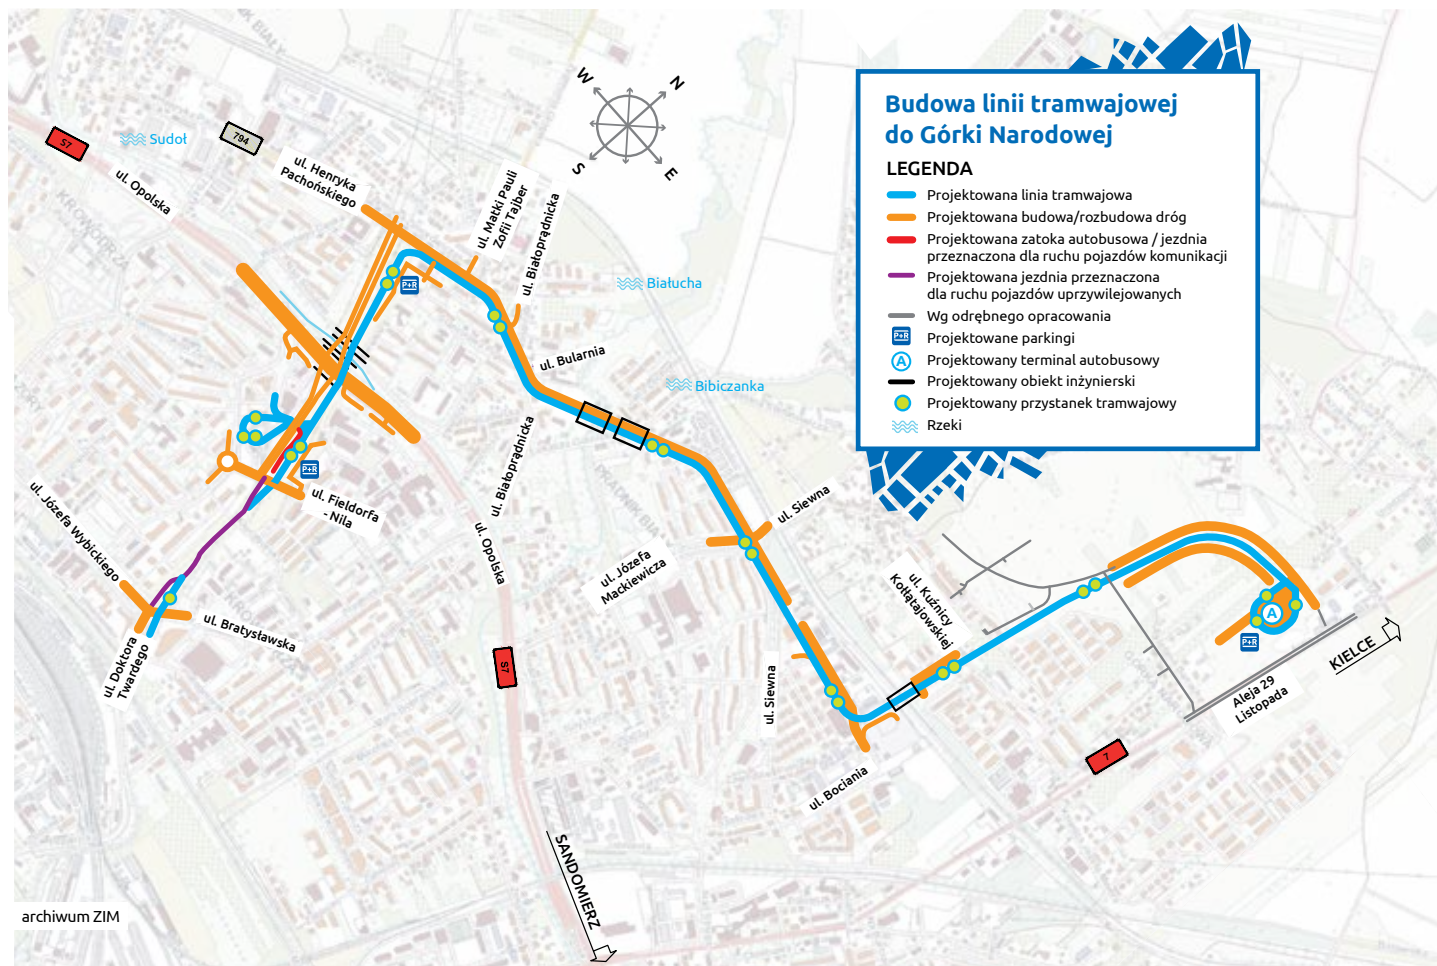 Budowa linii tramwajowej
do Górki Narodowej
LEGENDA
Projektowana linia tramwajowa
Projektowana budowa/rozbudowa dróg
Projektowana zatoka autobusowa / jezdnia
przeznaczona dla ruchu pojazdów komunikacji
Projektowana jezdnia przeznaczona
dla ruchu pojazdów uprzywilejowanych
Wg odrębnego opracowania
P+R
Projektowane parkingi
A
Projektowany terminal autobusowy
Projektowany obiekt inżynierski
Projektowany przystanek tramwajowy
Rzeki
W
N
S
E
S7
Sudoł
794
ul. Opolska
ul. Henryka
Pachońskiego
ul. Matki Pauli
Zofii Tajber
ul. Białoprądnicka
Białucha
P+R
ul. Bularnia
Bibiczanka
ul. Białoprądnicka
P+R
ul. Fieldorfa
- Nila
ul. Józefa Wybickiego
ul. Opolska
ul. Siewna
ul. Józefa
Mackiewicza
ul. Kuźnicy
Kołłątajowskiej
ul. Bratysławska
ul. Doktora
Twardego
S7
ul. Siewna
A
P+R
KIELCE
Aleja 29
Listopada
7
ul. Bociania
SANDOMIERZ
archiwum ZIM